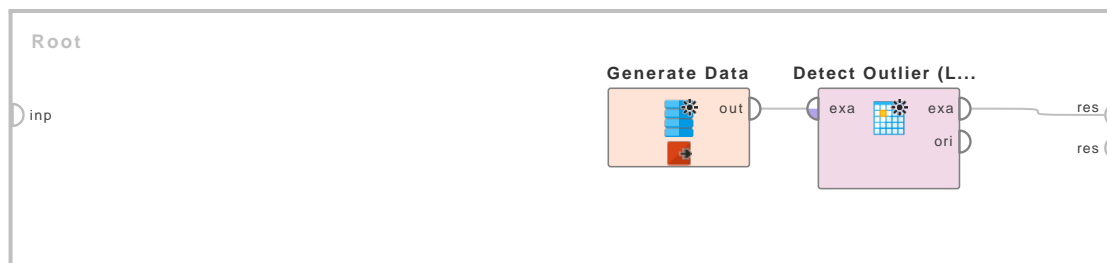 Root
Generate Data
Detect Outlier (L...
inp
out
exa
exa
res
ori
res